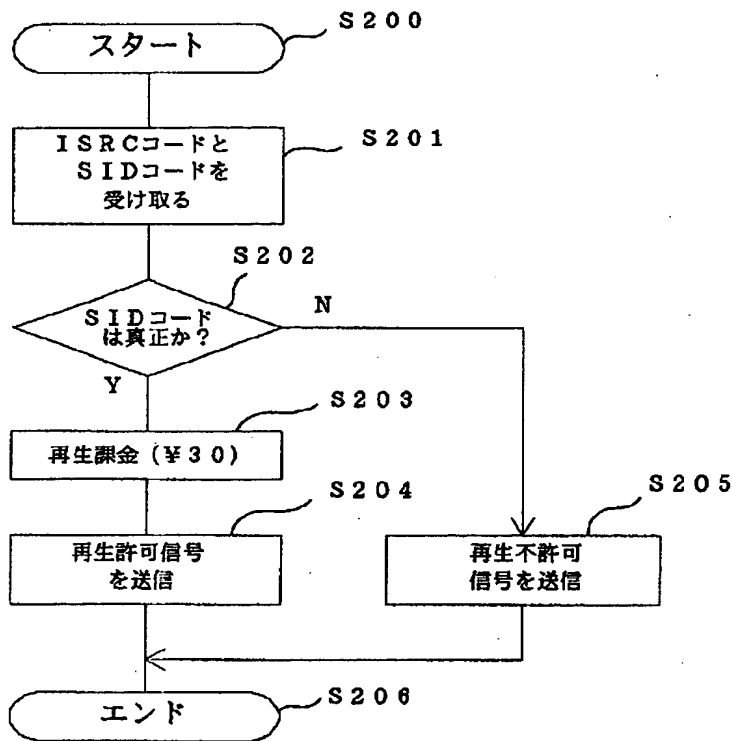 スタート
S200
ISRCコードと
SIDコードを
受け取る
S201
S202
SIDコード
は真正か?
N
Y
S203
再生課金(¥30)
S204
再生許可信号
を送信
S205
再生不許可
信号を送信
エンド
S206